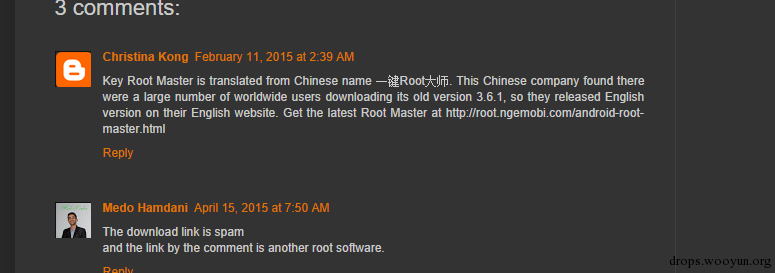 3 comments:
Christina Kong February 11, 2015 at 2:39 AM
Key Root Master is translated from Chinese name 一键Root大师. This Chinese company found there
were a large number of worldwide users downloading its old version 3.6.1, so they released English
version on their English website. Get the latest Root Master at http://root.ngemobi.com/android-root-
master.html
Reply
Medo Hamdani April 15, 2015 at 7:50 AM
The download link is spam
and the link by the comment is another root software.
Reply
drops.wooyun.org